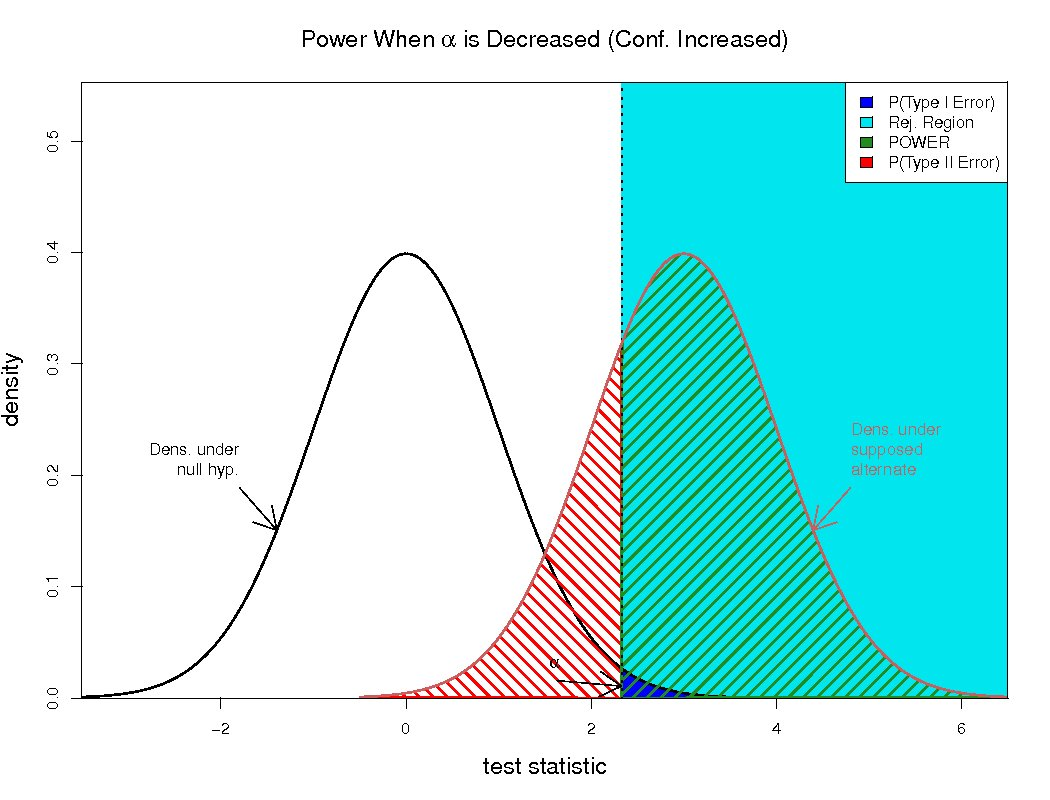 Power When α is Decreased (Conf. Increased)
P(Type I Error)
Rej. Region
POWER
P(Type II Error)
0.5
0.4
0.3
0.2
0.1
0.0
density
Dens. under
null hyp.
Dens. under
supposed
alternate
α
−2
0
2
4
6
test statistic